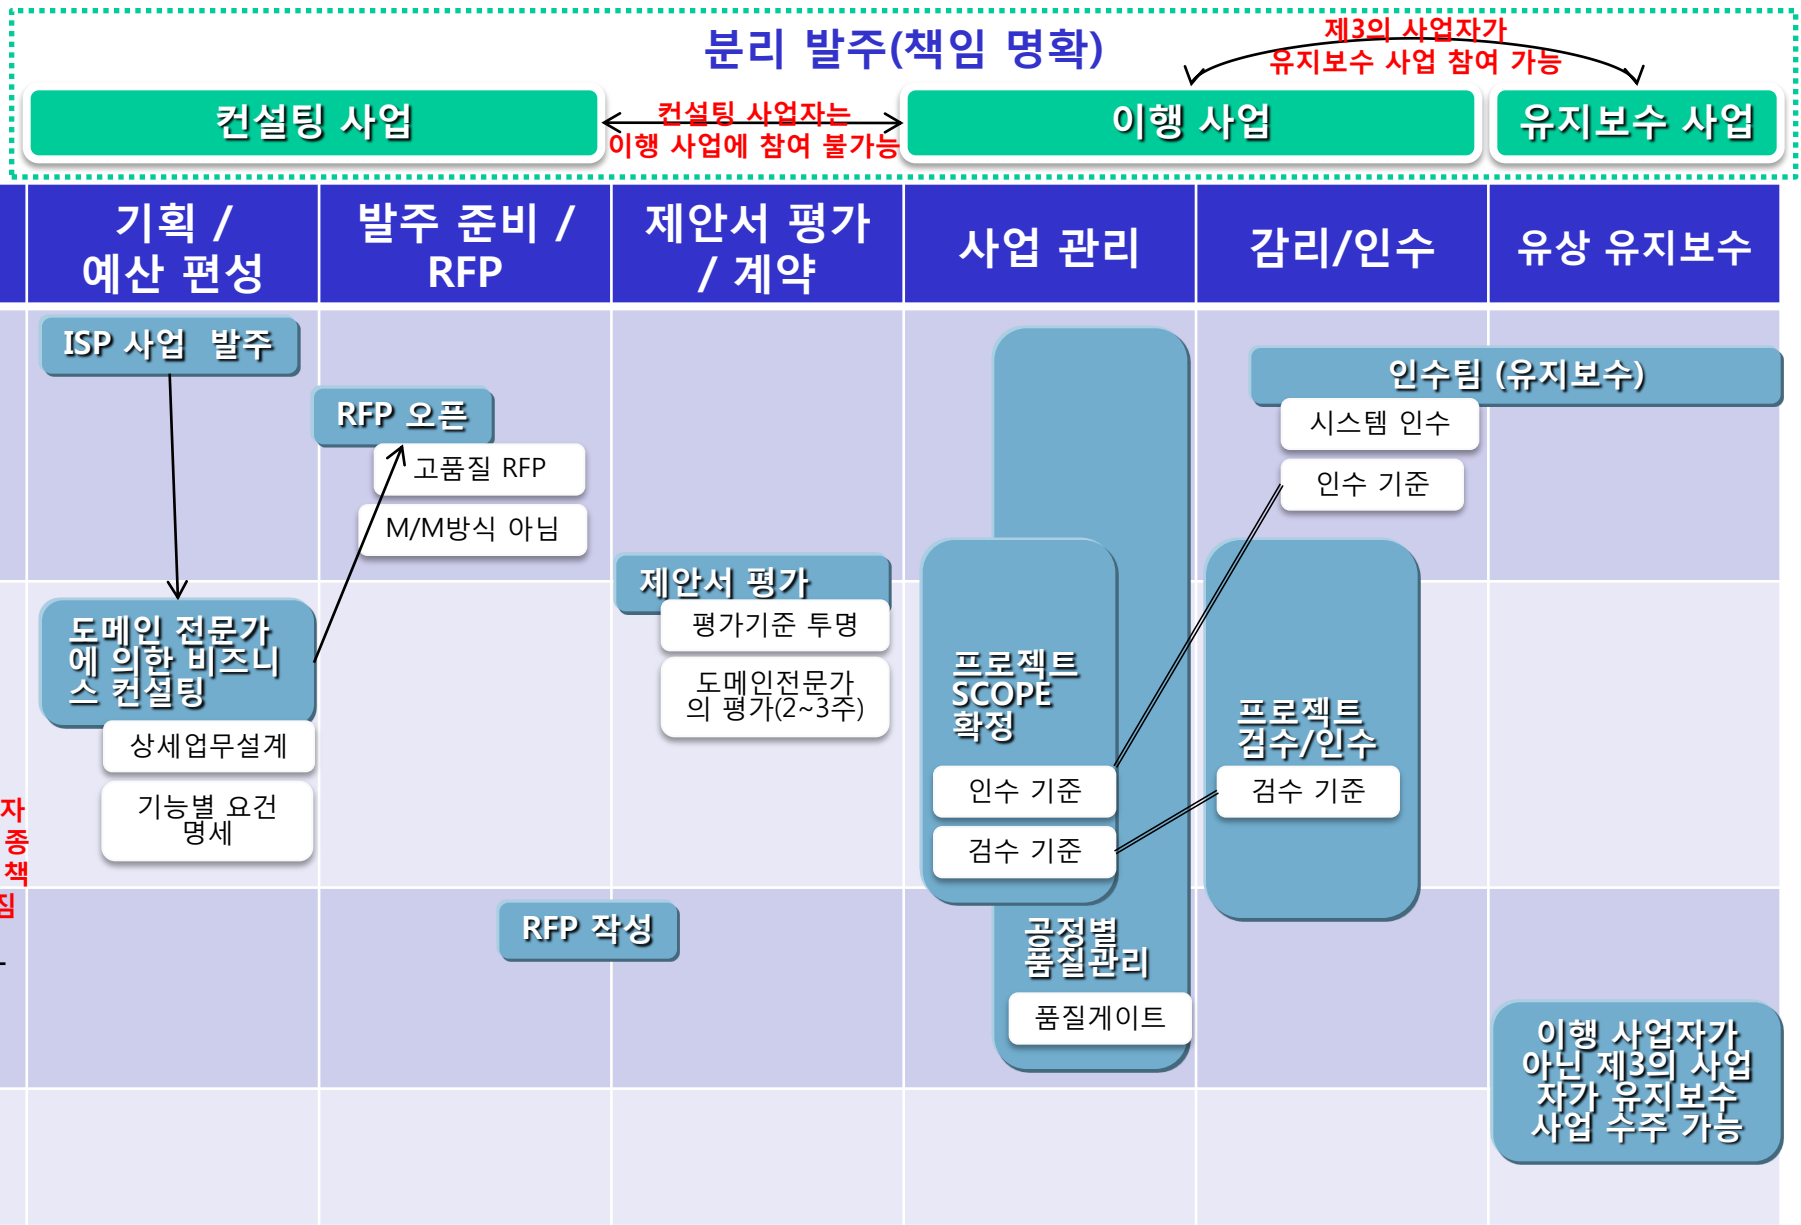 분리 발주(책임 명확)
제3의 사업자가
유지보수 사업 참여 가능
컨설팅 사업
컨설팅 사업자는
이행 사업에 참여 불가능
이행 사업
유지보수 사업
기획 /
예산 편성
발주 준비 /
RFP
제안서 평가
/ 계약
사업 관리
감리/인수
유상 유지보수
ISP 사업  발주
RFP 오픈
고품질 RFP
M/M방식 아님
인수팀 (유지보수)
시스템 인수
인수 기준
도메인 전문가
에 의한 비즈니
스 컨설팅
상세업무설계
기능별 요건
명세
제안서 평가
평가기준 투명
도메인전문가
의 평가(2~3주)
프로젝트
SCOPE
확정
인수 기준
검수 기준
프로젝트
검수/인수
검수 기준
자
종
책
RFP 작성
공정별
품질관리
품질게이트
이행 사업자가
아닌 제3의 사업
자가 유지보수
사업 수주 가능